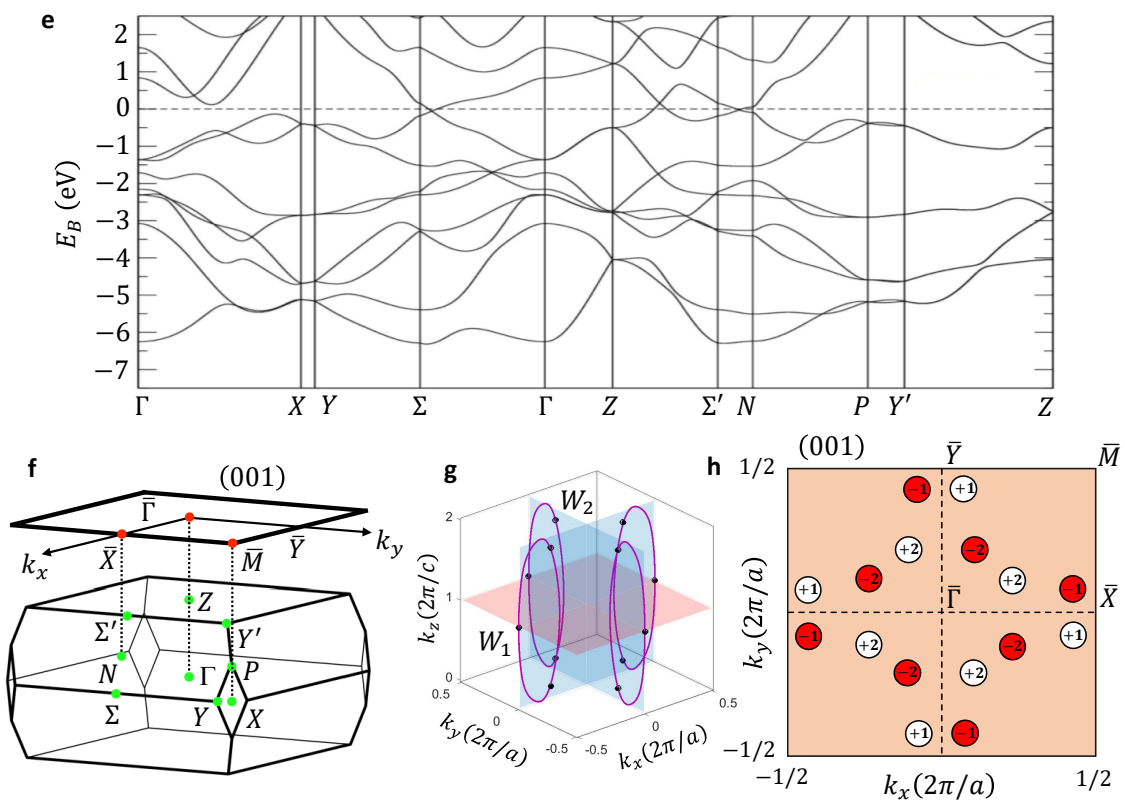 e
2
1
0
−1
−2
−3
−4
−5
−6
−7
E_B (eV)
Γ X Y Σ Γ Z Σ′ N P Y′ Z
f
(001)
Γ̄
k_x
X̄
M̄
Ȳ
k_y
Z
Σ′
Y′
N
Γ
P
Σ
Y
X
g
W_2
W_1
2
1
0
k_z(2π/c)
0.5
0
-0.5
k_y(2π/a)
-0.5
0
0.5
k_x(2π/a)
h
(001)
Ȳ
M̄
1/2
−1 +1
+2 −2
+1 −2 +2 −1
Γ̄
X̄
−1 +2 −2 +1
−2 +2
+1 −1
k_y(2π/a)
−1/2
−1/2
k_x(2π/a)
1/2